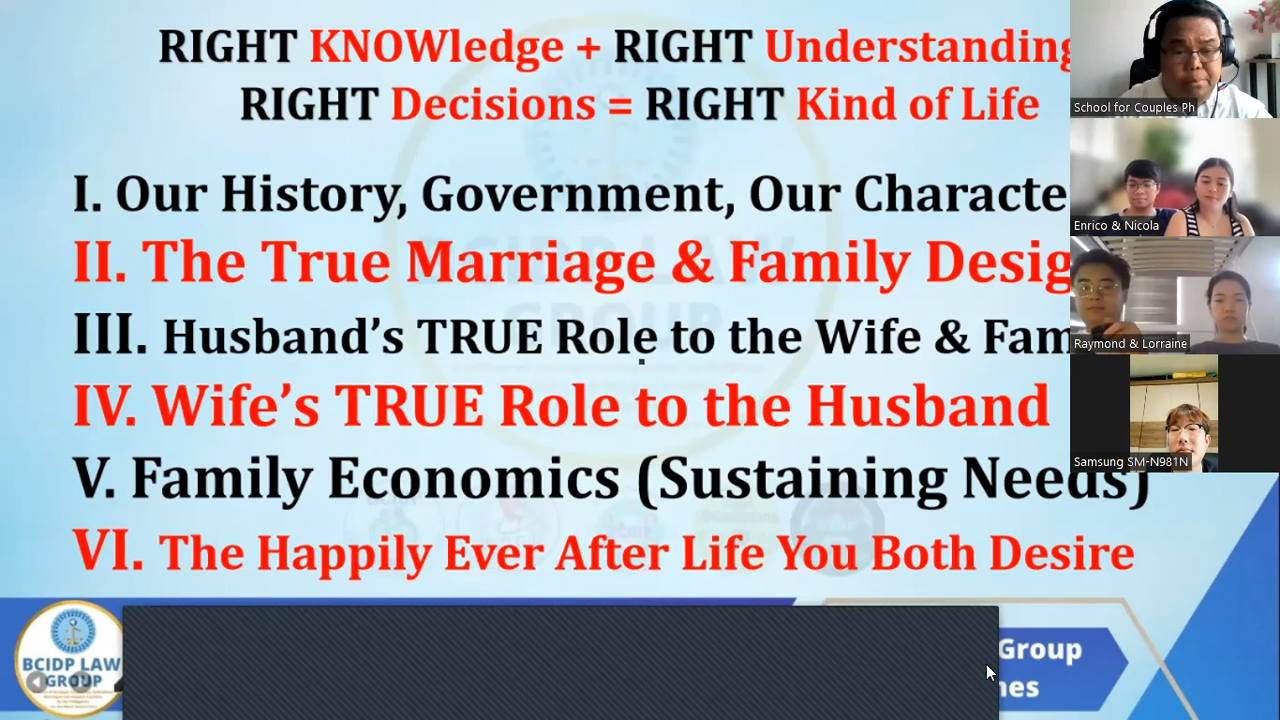 RIGHT KNOWledge + RIGHT Understanding
RIGHT Decisions = RIGHT Kind of Life
I. Our History, Government, Our Characte
II. The True Marriage & Family Desig
III. Husband's TRUE Role to the Wife & Fam
IV. Wife's TRUE Role to the Husband
V. Family Economics (Sustaining Needs)
VI. The Happily Ever After Life You Both Desire
School for Couples Ph
Enrico & Nicola
Raymond & Lorraine
Samsung SM-N981N
BCIDP LAW
GROUP
Group
nes